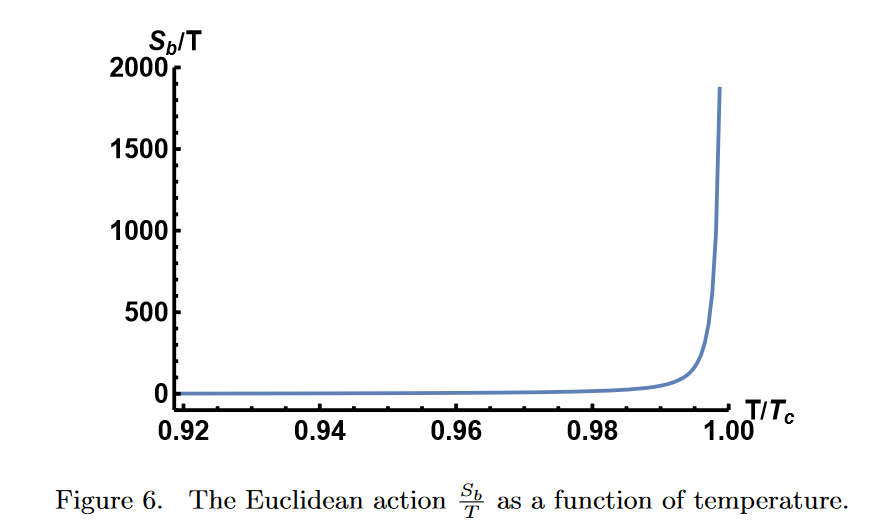 S_b/T
2000
1500
1000
500
0
0.92 0.94 0.96 0.98 1.00
T/T_c
Figure 6. The Euclidean action S_b/T as a function of temperature.